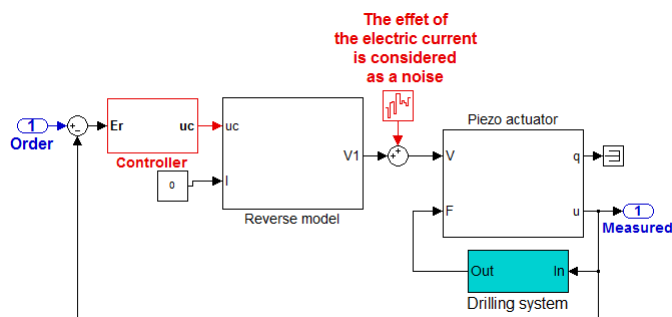 The effet of
the electric current
is considered
as a noise
Piezo actuator
1
Order
Er
uc
Controller
uc
V1
I
0
Reverse model
V
q
F
u
1
Measured
Out
In
Drilling system